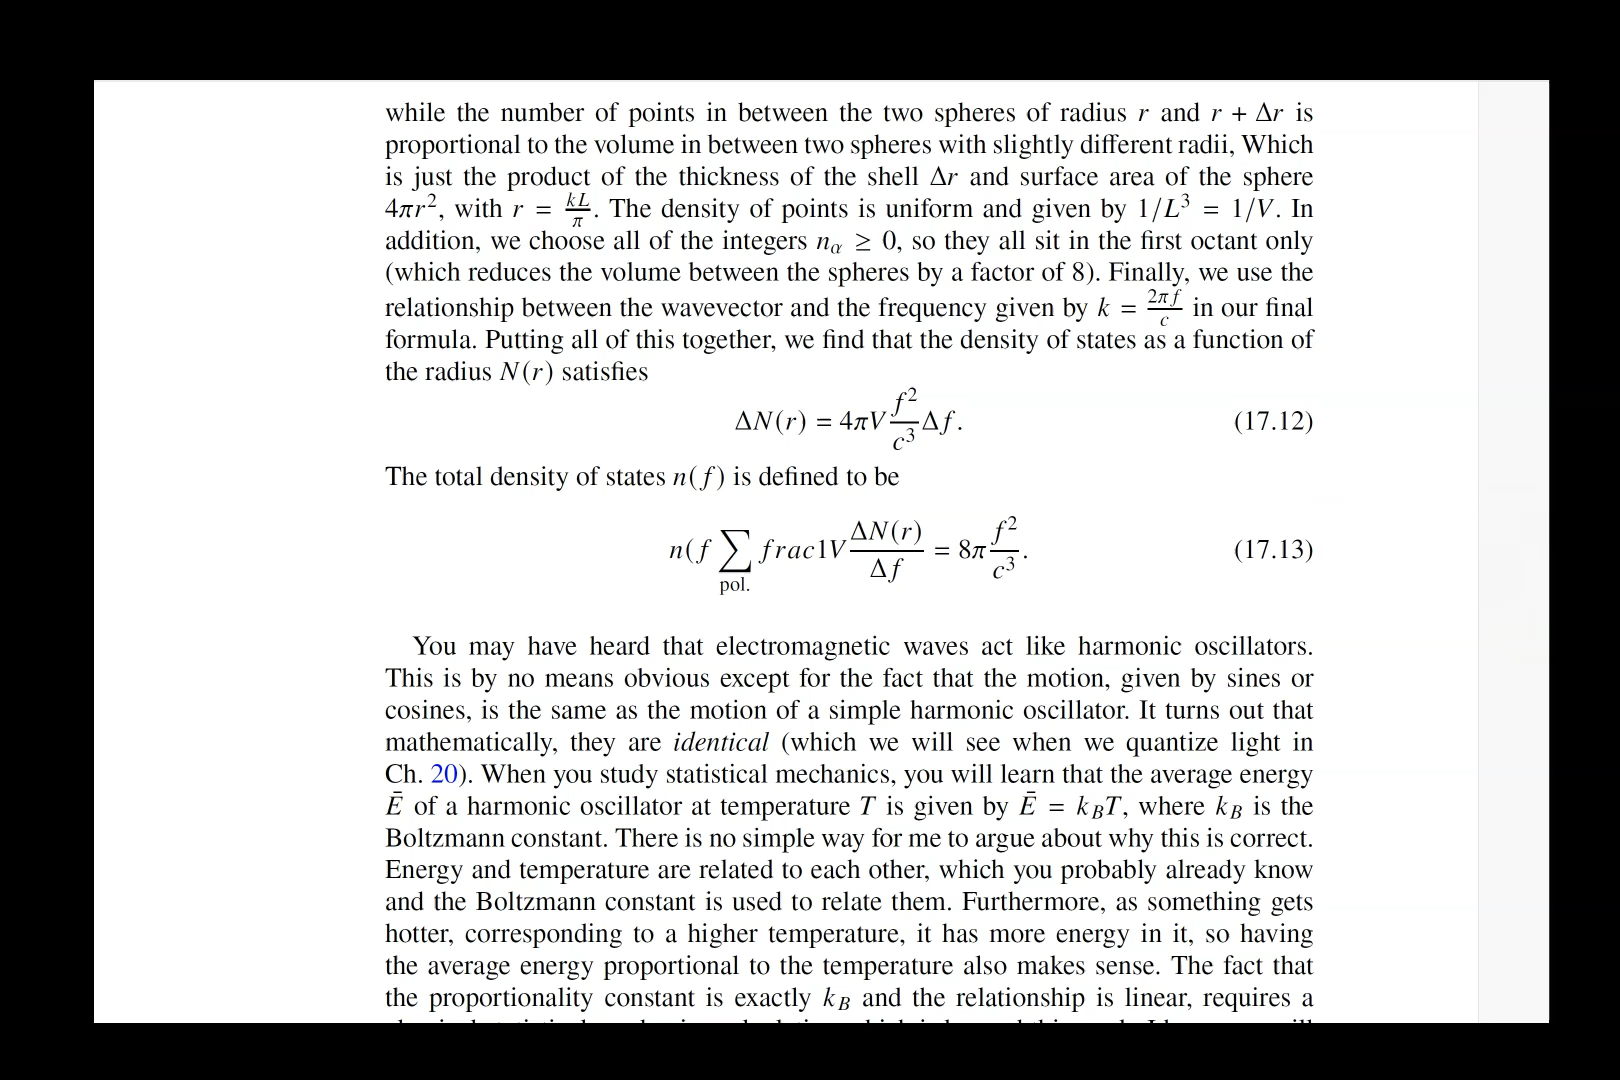 while the number of points in between the two spheres of radius r and r + Δr is
proportional to the volume in between two spheres with slightly different radii, Which
is just the product of the thickness of the shell Δr and surface area of the sphere
4πr², with r = kL/π. The density of points is uniform and given by 1/L³ = 1/V. In
addition, we choose all of the integers nα ≥ 0, so they all sit in the first octant only
(which reduces the volume between the spheres by a factor of 8). Finally, we use the
relationship between the wavevector and the frequency given by k = 2πf/c in our final
formula. Putting all of this together, we find that the density of states as a function of
the radius N(r) satisfies
ΔN(r) = 4πV f²/c³ Δf. (17.12)
The total density of states n(f) is defined to be
n(f ∑pol. frac1V ΔN(r)/Δf = 8π f²/c³. (17.13)
You may have heard that electromagnetic waves act like harmonic oscillators.
This is by no means obvious except for the fact that the motion, given by sines or
cosines, is the same as the motion of a simple harmonic oscillator. It turns out that
mathematically, they are identical (which we will see when we quantize light in
Ch. 20). When you study statistical mechanics, you will learn that the average energy
Ē of a harmonic oscillator at temperature T is given by Ē = kBT, where kB is the
Boltzmann constant. There is no simple way for me to argue about why this is correct.
Energy and temperature are related to each other, which you probably already know
and the Boltzmann constant is used to relate them. Furthermore, as something gets
hotter, corresponding to a higher temperature, it has more energy in it, so having
the average energy proportional to the temperature also makes sense. The fact that
the proportionality constant is exactly kB and the relationship is linear, requires a